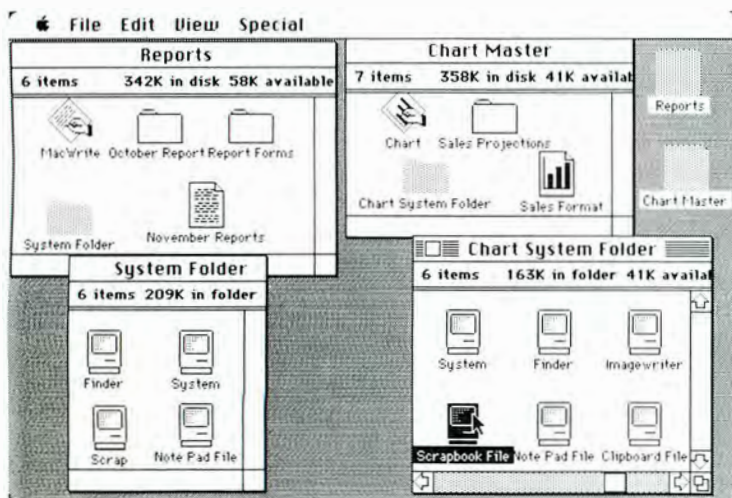 File Edit View Special
Reports
6 items 342K in disk 58K available
MacWrite October Report Report Forms
System Folder November Reports
Chart Master
7 items 358K in disk 41K availab
Chart Sales Projections
Chart System Folder Sales Format
Reports
Chart Master
System Folder
6 items 209K in folder
Finder System
Scrap Note Pad File
Chart System Folder
6 items 163K in folder 41K availal
System Finder Imagewriter
Scrapbook File Note Pad File Clipboard File